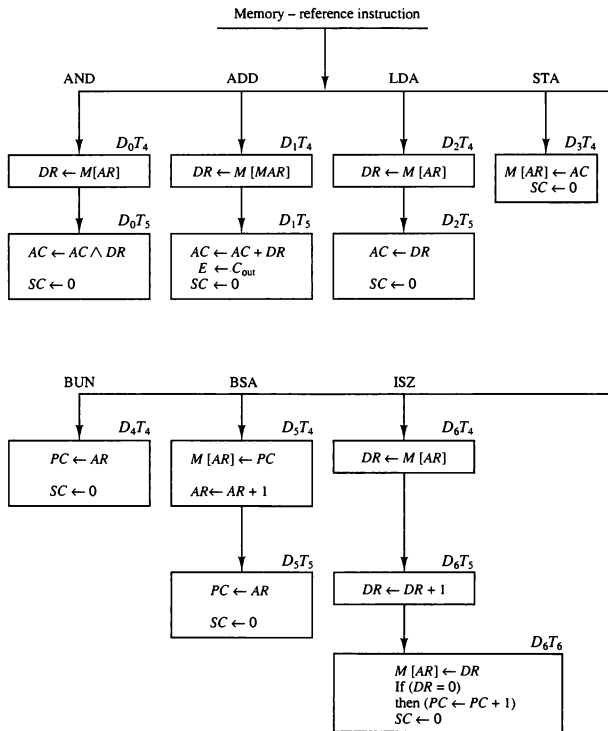 Memory – reference instruction
AND ADD LDA STA
D₀T₄ D₁T₄ D₂T₄ D₃T₄
DR ← M[AR] DR ← M [MAR] DR ← M [AR] M [AR] ← AC
SC ← 0
D₀T₅ D₁T₅ D₂T₅
AC ← AC ∧ DR AC ← AC + DR AC ← DR
E ← Cout
SC ← 0 SC ← 0 SC ← 0
BUN BSA ISZ
D₄T₄ D₅T₄ D₆T₄
PC ← AR M [AR] ← PC DR ← M [AR]
SC ← 0 AR ← AR + 1
D₅T₅ D₆T₅
PC ← AR DR ← DR + 1
SC ← 0
D₆T₆
M [AR] ← DR
If (DR = 0)
then (PC ← PC + 1)
SC ← 0